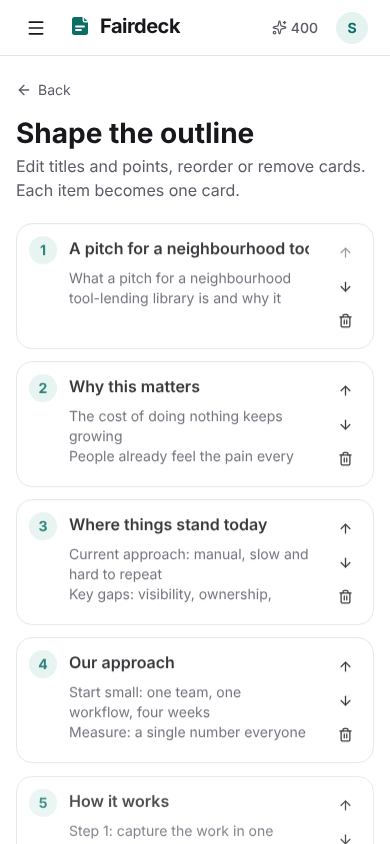 Fairdeck
400
S
Back
Shape the outline
Edit titles and points, reorder or remove cards.
Each item becomes one card.
1
A pitch for a neighbourhood
What a pitch for a neighbourhood
tool-lending library is and why it
2
Why this matters
The cost of doing nothing keeps
growing
People already feel the pain every
3
Where things stand today
Current approach: manual, slow and
hard to repeat
Key gaps: visibility, ownership,
4
Our approach
Start small: one team, one
workflow, four weeks
Measure: a single number everyone
5
How it works
Step 1: capture the work in one